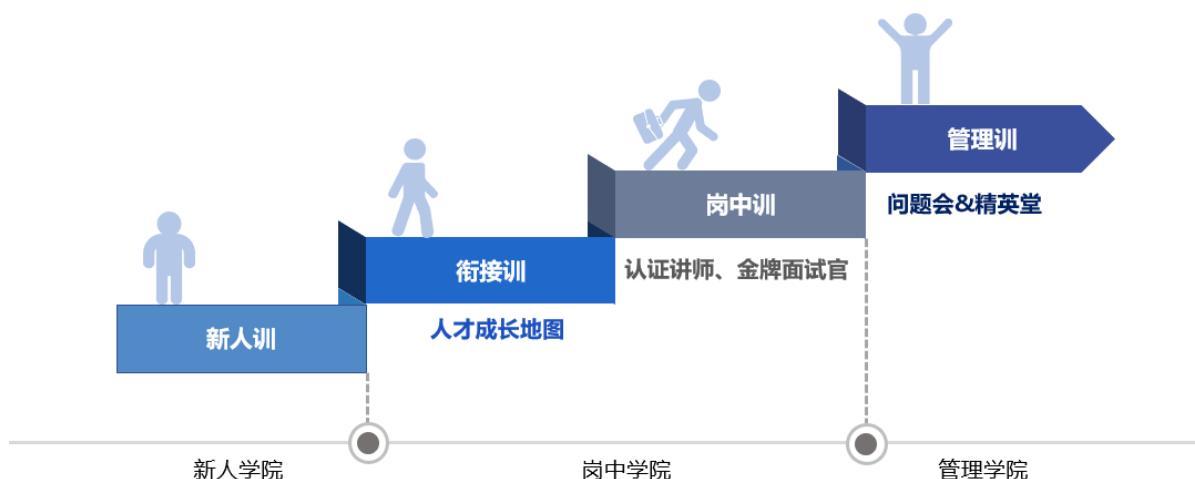 管理训
问题会&精英堂
岗中训
认证讲师、金牌面试官
衔接训
人才成长地图
新人训
新人学院
岗中学院
管理学院